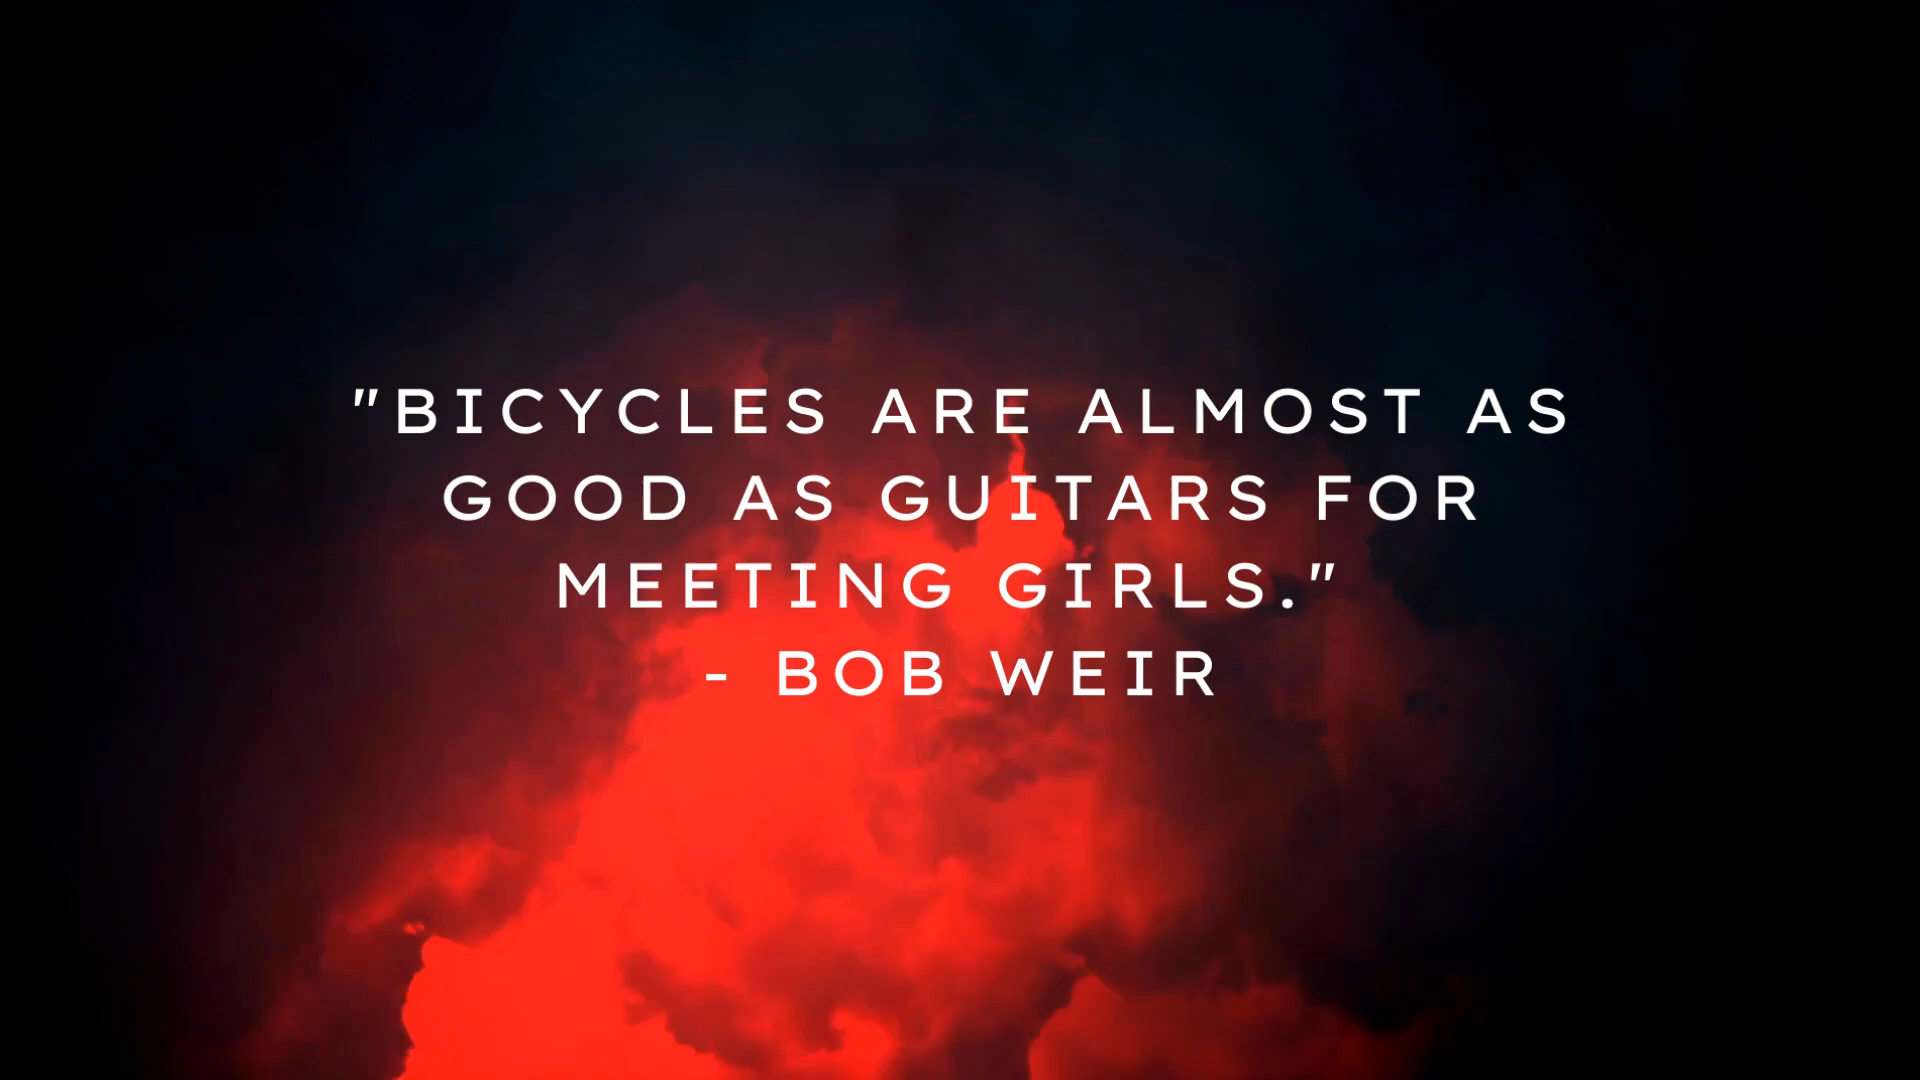 "BICYCLES ARE ALMOST AS
GOOD AS GUITARS FOR
MEETING GIRLS."
- BOB WEIR